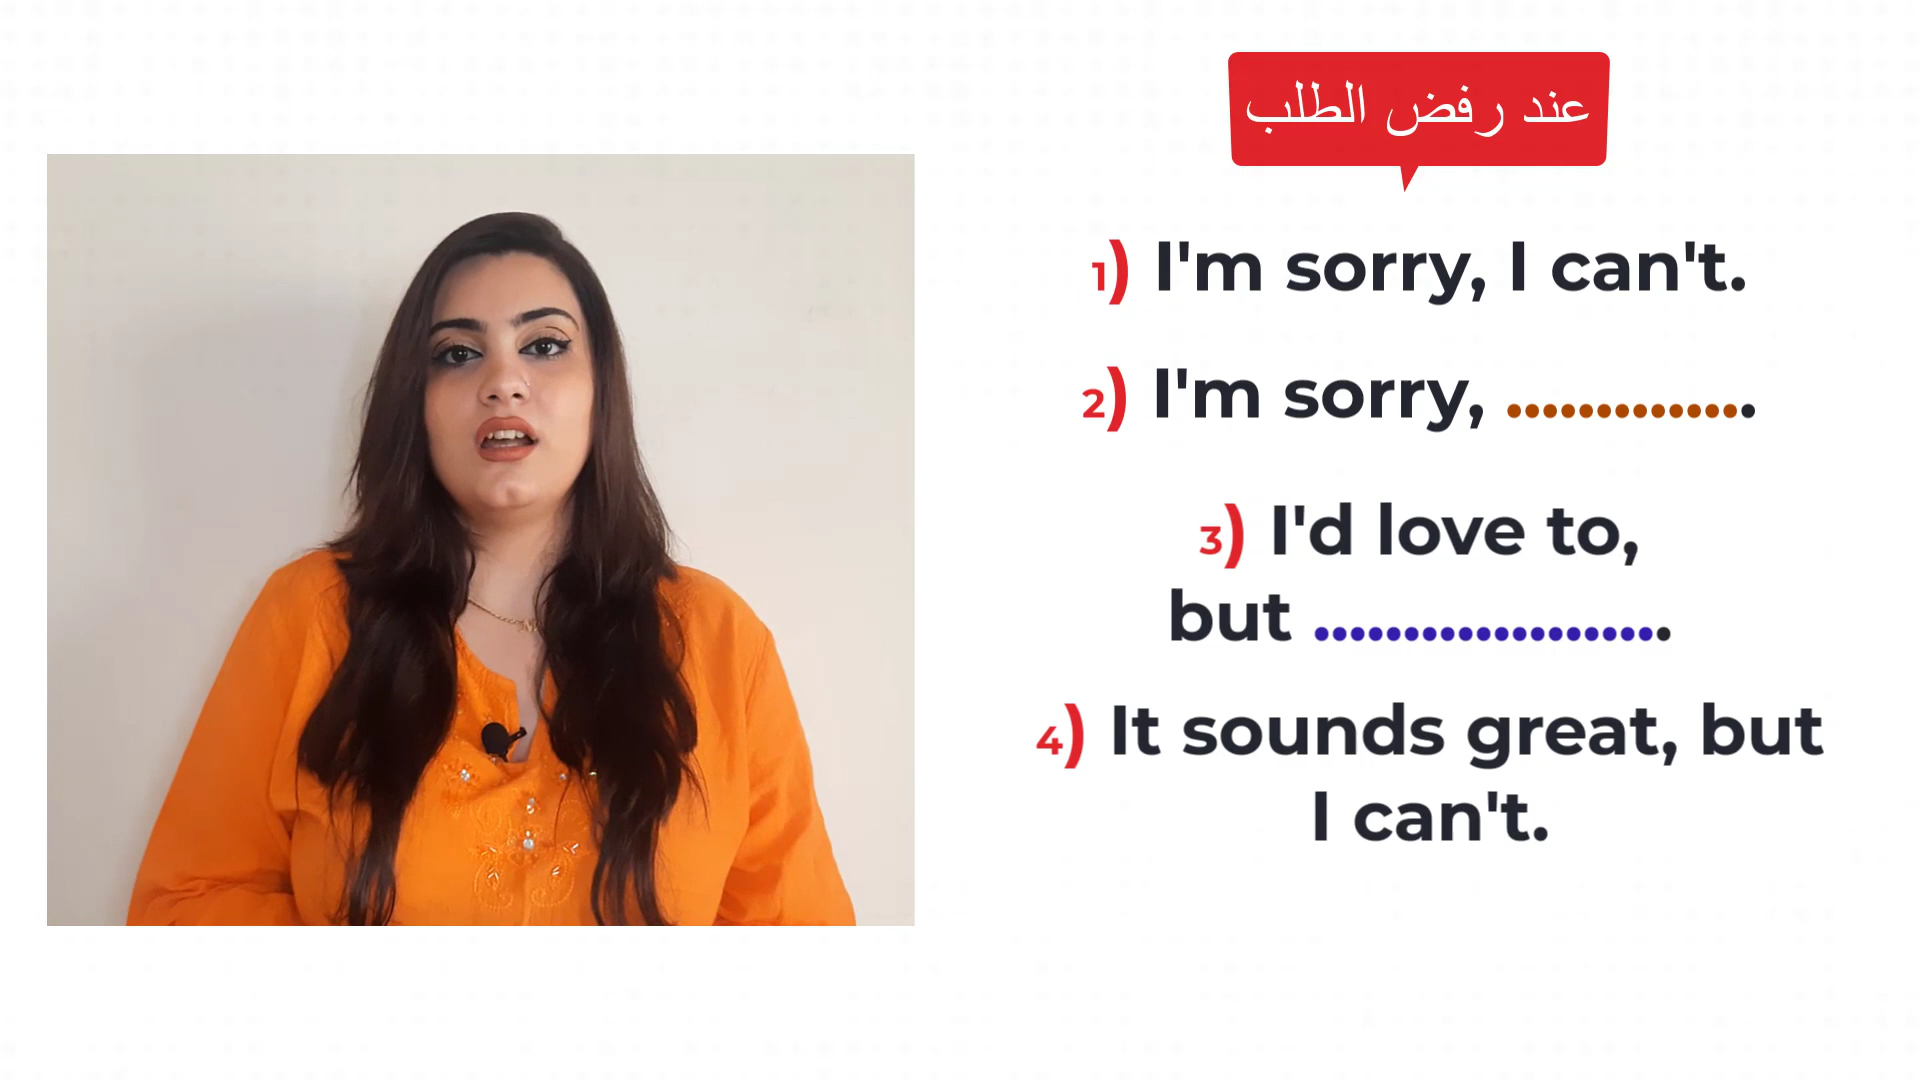 عند رفض الطلب
1) I'm sorry, I can't.
2) I'm sorry, ..............
3) I'd love to,
but ....................
4) It sounds great, but
I can't.